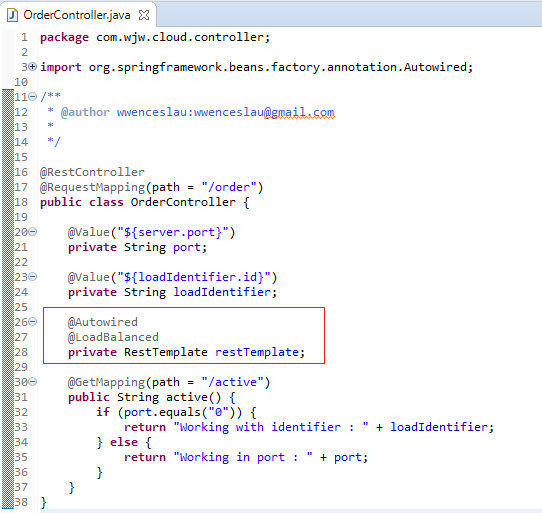 OrderController.java
1 package com.wjw.cloud.controller;
2
3 import org.springframework.beans.factory.annotation.Autowired;
10
11 /**
12  * @author wwenceslau:wwenceslau@gmail.com
13  *
14  */
15
16 @RestController
17 @RequestMapping(path = "/order")
18 public class OrderController {
19
20     @Value("${server.port}")
21     private String port;
22
23     @Value("${loadIdentifier.id}")
24     private String loadIdentifier;
25
26     @Autowired
27     @LoadBalanced
28     private RestTemplate restTemplate;
29
30     @GetMapping(path = "/active")
31     public String active() {
32         if (port.equals("0")) {
33             return "Working with identifier : " + loadIdentifier;
34         } else {
35             return "Working in port : " + port;
36         }
37     }
38 }